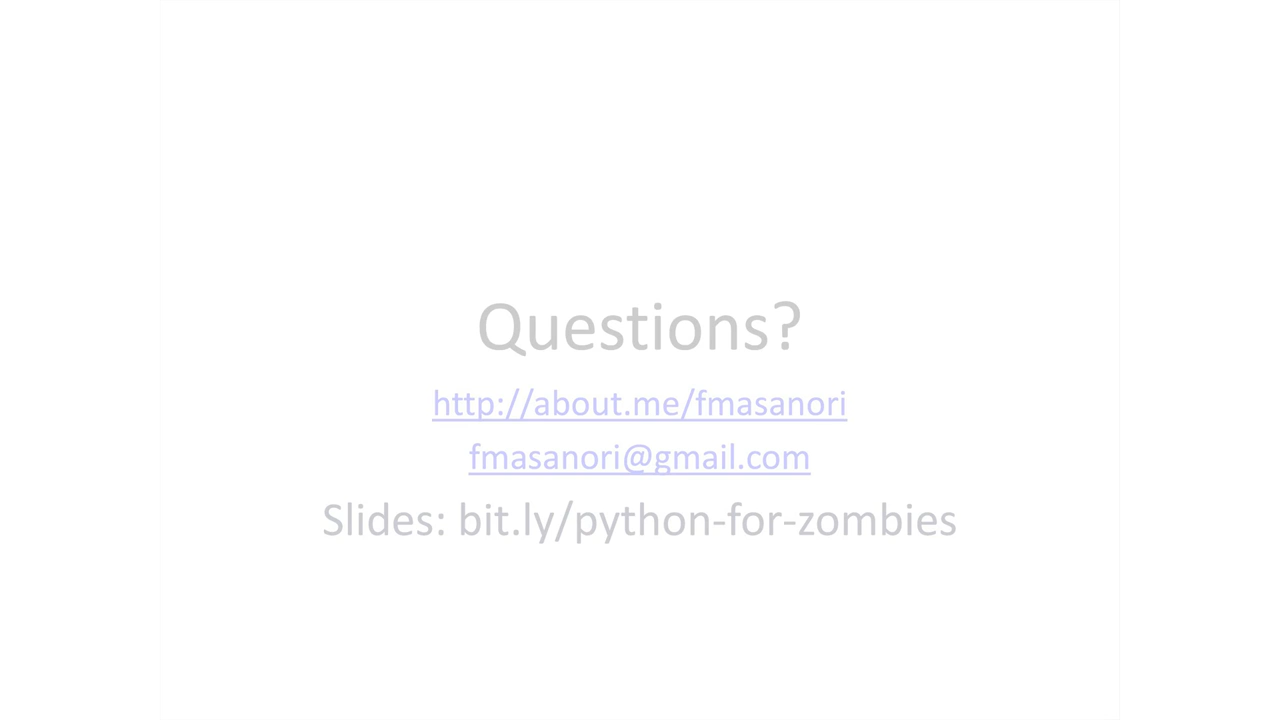 Questions?
http://about.me/fmasanori
fmasanori@gmail.com
Slides: bit.ly/python-for-zombies